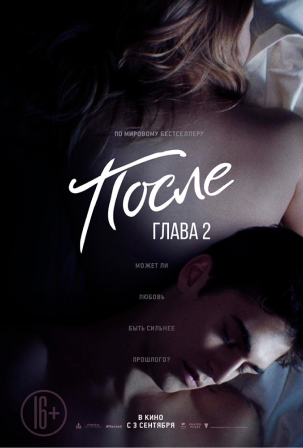 ПО МИРОВОМУ БЕСТСЕЛЛЕРУ
После
ГЛАВА 2
МОЖЕТ ЛИ
ЛЮБОВЬ
БЫТЬ СИЛЬНЕЕ
ПРОШЛОГО?
В КИНО
С 3 СЕНТЯБРЯ
16+